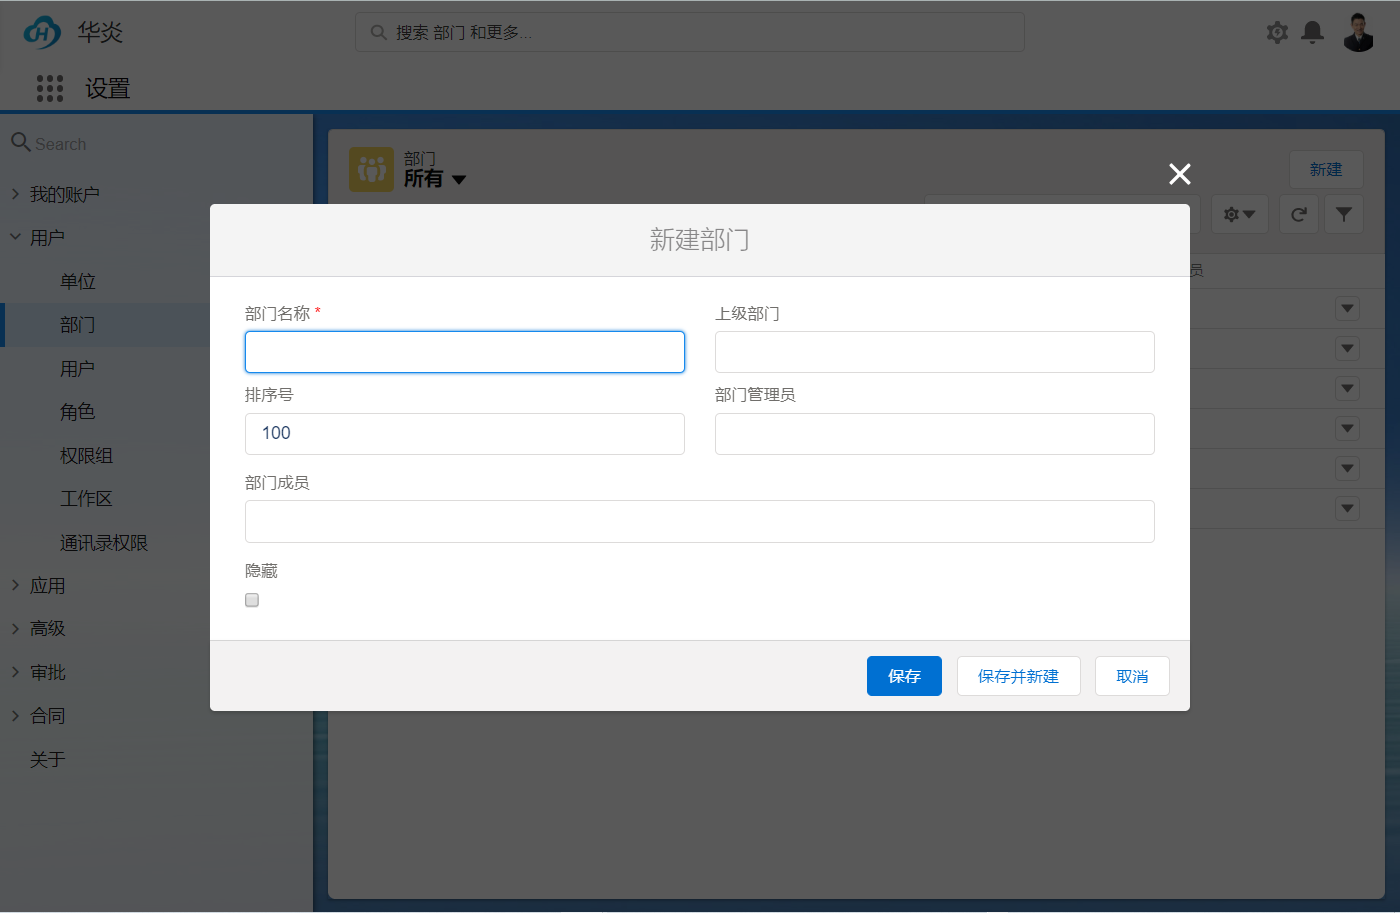 华炎
搜索 部门 和更多...
设置
Search
我的账户
用户
单位
部门
用户
角色
权限组
工作区
通讯录权限
应用
高级
审批
合同
关于
部门
所有
新建
员
新建部门
部门名称 *
上级部门
排序号
100
部门管理员
部门成员
隐藏
保存
保存并新建
取消